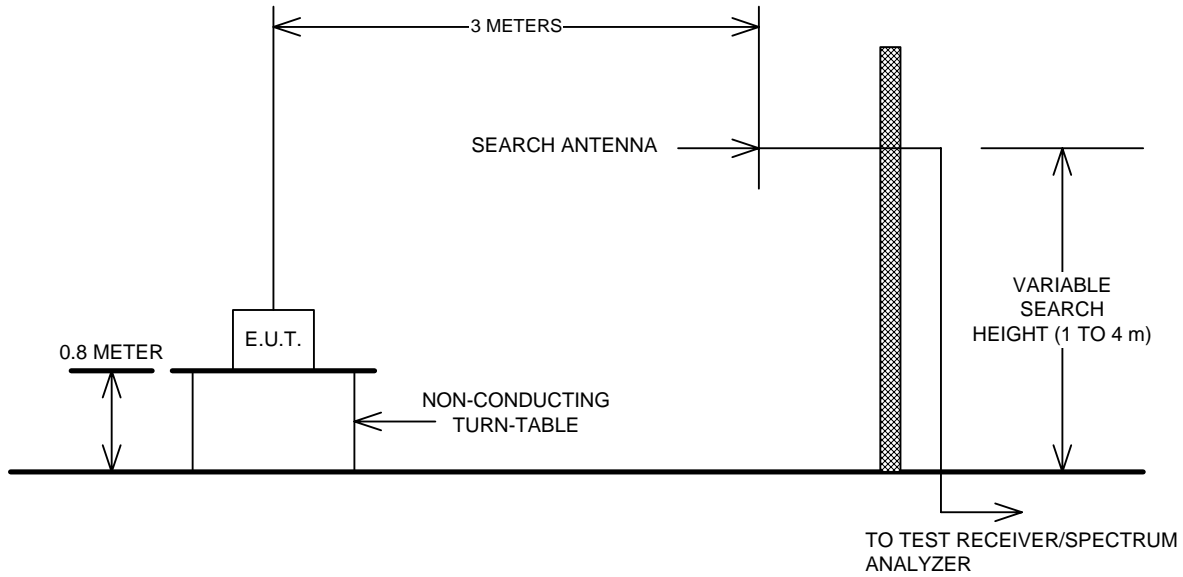 3 METERS
SEARCH ANTENNA
VARIABLE
SEARCH
HEIGHT (1 TO 4 m)
E.U.T.
0.8 METER
NON-CONDUCTING
TURN-TABLE
TO TEST RECEIVER/SPECTRUM
ANALYZER